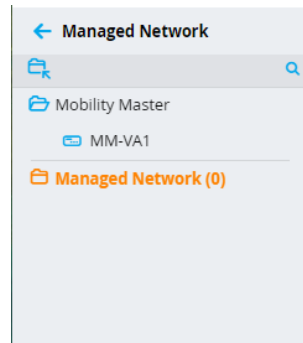 Managed Network
Mobility Master
MM-VA1
Managed Network (0)